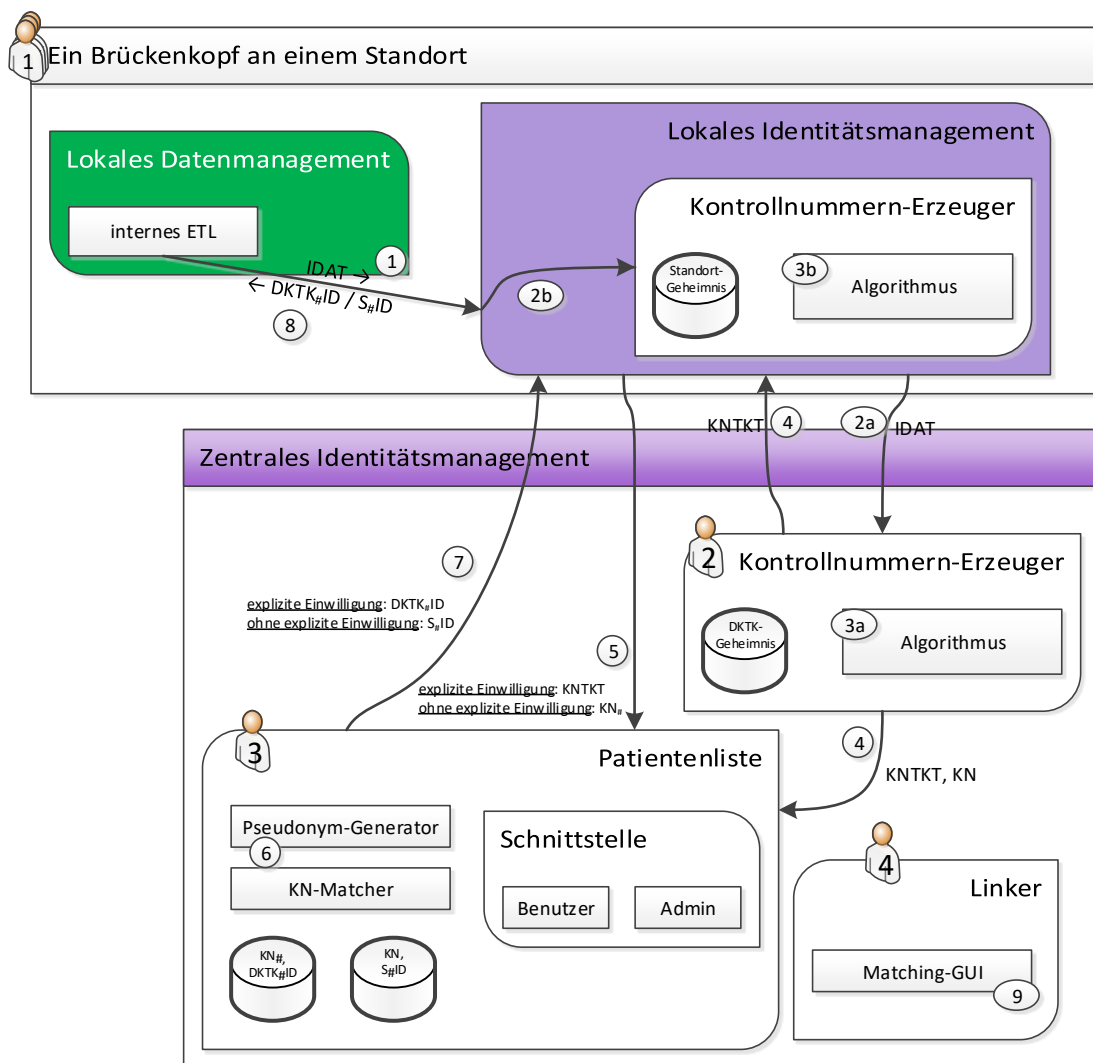 1
Ein Brückenkopf an einem Standort
Lokales Identitätsmanagement
Lokales Datenmanagement
Kontrollnummern-Erzeuger
internes ETL
1
IDAT →
← DKTK#ID / S#ID
8
2b
Standort-
Geheimnis
3b
Algorithmus
KNTKT
4
2a
IDAT
Zentrales Identitätsmanagement
2
Kontrollnummern-Erzeuger
7
explizite Einwilligung: DKTK#ID
ohne explizite Einwilligung: S#ID
DKTK-
Geheimnis
3a
Algorithmus
5
explizite Einwilligung: KNTKT
ohne explizite Einwilligung: KN#
3
Patientenliste
4
KNTKT, KN
Pseudonym-Generator
6
KN-Matcher
Schnittstelle
Benutzer
Admin
KN#,
DKTK#ID
KN,
S#ID
4
Linker
Matching-GUI
9